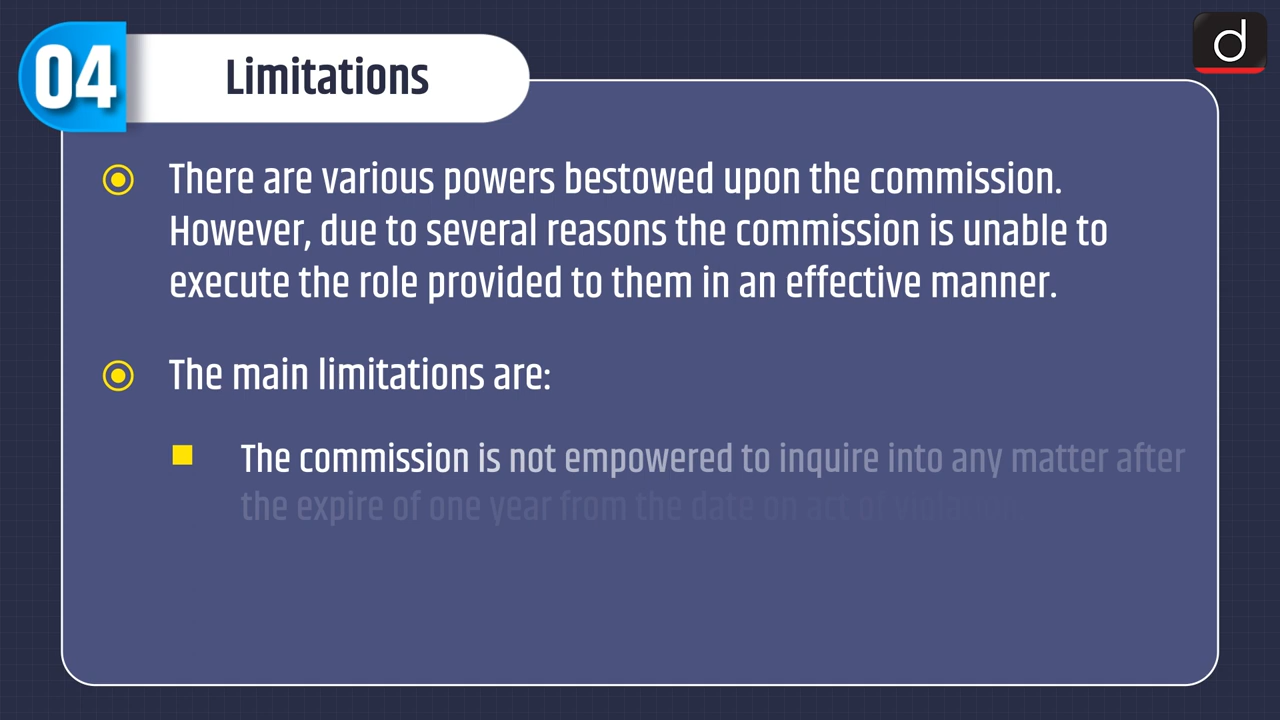 04
Limitations
d
There are various powers bestowed upon the commission.
However, due to several reasons the commission is unable to
execute the role provided to them in an effective manner.
The main limitations are:
The commission is not empowered to inquire into any matter after
the expire of one year from the date on act of